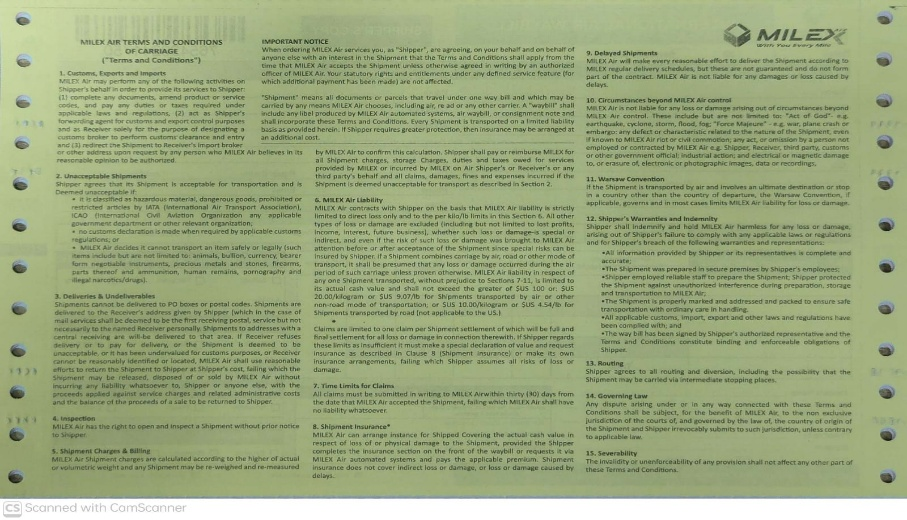 MILEX AIR TERMS AND CONDITIONS
OF CARRIAGE
("Terms and Conditions")
1. Customs, Exports and Imports
MILEX Air may perform any of the following activities on
Shipper's behalf in order to provide its services to Shipper:
(1) complete any documents, amend product or service
codes, and pay any duties or taxes required under
applicable laws and regulations, (2) act as Shipper's
forwarding agent for customs and export control purposes
and as Receiver solely for the purpose of designating a
customs broker to perform customs clearance and entry
and (3) redirect the Shipment to Receiver's import broker
or other address upon request by any person who MILEX Air believes in its
reasonable opinion to be authorized.
2. Unacceptable Shipments
Shipper agrees that its Shipment is acceptable for transportation and is
Deemed unacceptable if:
• it is classified as hazardous material, dangerous goods, prohibited or
restricted articles by IATA (International Air Transport Association),
ICAO (International Civil Aviation Organization any applicable
government department or other relevant organization;
• no customs declaration is made when required by applicable customs
regulations; or
• MILEX Air decides it cannot transport an item safely or legally (such
items include but are not limited to: animals, bullion, currency, bearer
form negotiable instruments, precious metals and stones, firearms,
parts thereof and ammunition, human remains, pornography and
illegal narcotics/drugs).
3. Deliveries & Undeliverables
Shipments cannot be delivered to PO boxes or postal codes. Shipments are
delivered to the Receiver's address given by Shipper (which in the case of
mail services shall be deemed to be the first receiving postal, service but not
necessarily to the named Receiver personally. Shipments to addresses with a
central receiving are will be delivered to that area. If Receiver refuses
delivery or to pay for delivery, or the Shipment is deemed to be
unacceptable, or it has been undervalued for customs purposes, or Receiver
cannot be reasonably identified or located, MILEX Air shall use reasonable
efforts to return the Shipment to Shipper at Shipper's cost, failing which the
Shipment may be released, disposed of or sold by MILEX Air without
incurring any liability whatsoever to, Shipper or anyone else, with the
proceeds applied against service charges and related administrative costs
and the balance of the proceeds of a sale to be returned to Shipper.
4. Inspection
MILEX Air has the right to open and Inspect a Shipment without prior notice
to Shipper.
5. Shipment Charges & Billing
MILEX Air Shipment charges are calculated according to the higher of actual
or volumetric weight and any Shipment may be re-weighed and re-measured
IMPORTANT NOTICE
When ordering MILEX Air services you, as "Shipper", are agreeing, on your behalf and on behalf of
anyone else with an interest in the Shipment that the Terms and Conditions shall apply from the
time that MILEX Air accepts the Shipment unless otherwise agreed in writing by an authorized
officer of MILEX Air. Your statutory rights and entitlements under any defined service feature (for
which additional payment has been made) are not affected.
"Shipment" means all documents or parcels that travel under one way bill and which may be
carried by any means MILEX Air chooses, including air, re ad or any other carrier. A "waybill" shall
include any libel produced by MILEX Air automated systems, air waybill, or consignment note and
shall incorporate these Terms and Conditions. Every Shipment is transported on a limited liability
basis as provided herein. If Shipper requires greater protection, then insurance may be arranged at
an additional cost.
by MILEX Air to confirm this calculation. Shipper shall pay or reimburse MILEX for
all Shipment charges, storage Charges, duties and taxes owed for services
provided by MILEX or incurred by MILEX on Air Shipper's or Receiver's or any
third party's behalf and all claims, damages, fines and expenses incurred if the
Shipment is deemed unacceptable for transport as described in Section 2.
6. MILEX Air Liability
MILEX Air contracts with Shipper on the basis that MILEX Air liability is strictly
limited to direct loss only and to the per kilo/lb limits in this Section 6. All other
types of loss or damage are excluded (including but not limited to lost profits,
income, interest, future business), whether such loss or damage-is special or
indirect, and even if the risk of such loss or damage was brought to MILEX Air
attention before or after acceptance of the Shipment since special risks can be
insured by Shipper. if a Shipment combines carriage by air, road or other mode of
transport, it shall be presumed that any loss or damage occurred during the air
period of such carriage unless proven otherwise. MILEX Air liability in respect of
any one Shipment transported, without prejudice to Sections 7-11, is limited to
its actual cash value and shall not exceed the greater of $US 100 or; $US
20.00/kilogram or $US 9.07/lb for Shipments transported by air or other
non-road mode of transportation; or $US 10.00/kilogram or $US 4.54/lb for
Shipments transported by road (not applicable to the US.)
•
Claims are limited to one claim per Shipment settlement of which will be full and
final settlement for all loss or damage in connection therewith. If Shipper regards
these limits as insufficient it must make a special declaration of value and request
insurance as described in Clause 8 (Shipment insurance) or make its own
insurance arrangements, failing which Shipper assumes all risks of loss or
damage.
7. Time Limits for Claims
All claims must be submitted in writing to MILEX Airwithin thirty (30) days from
the date that MILEX Air accepted the Shipment, failing which MILEX Air shall have
no liability whatsoever.
8. Shipment Insurance*
MILEX Air can arrange instance for Shipped Covering the actual cash value in
respect of loss of or physical damage to the Shipment, provided the Shipper
completes the insurance section on the front of the waybill or requests it via
MILEX Air automated systems and pays the applicable premium. Shipment
insurance does not cover indirect loss or damage, or loss or damage caused by
delays.
MILEX
With You Every Mile
9. Delayed Shipments
MILEX Air will make every reasonable effort to deliver the Shipment according to
MILEX regular delivery schedules, but these are not guaranteed and do not form
part of the contract. MILEX Air is not liable for any damages or loss caused by
delays.
10. Circumstances beyond MILEX Air control
MILEX Air is not liable for any loss or damage arising out of circumstances beyond
MILEX Air control. These include but are not limited to: "Act of God". - e.g.
earthquake, cyclone, storm, flood, fog; "Force Majeure" - e.g. war, plane crash or
embargo: any defect or characteristic related to the nature of the Shipment, even
if known to MILEX Air riot or civil commotion; any act, or omission by a person not
employed or contracted by MILEX Air e.g. Shipper, Receiver, third party, customs
or other government official; industrial action; and electrical or magnetic damage
to, or erasure of, electronic or photographic images, data or recordings.
11. Warsaw Convention
If the Shipment is transported by air and involves an ultimate destination or stop
in a country other than the country of departure, the Warsaw Convention, if
applicable, governs and in most cases limits MILEX Air liability for loss or damage.
12. Shipper's Warranties and Indemnity
Shipper shall indemnify and hold MILEX Air harmless for any loss or damage,
arising out of Shipper's failure to comply with any applicable laws or regulations
and for Shipper's breach of the following warranties and representations:
•All information provided by Shipper or its representatives is complete and
accurate;
•The Shipment was prepared in secure premises by Shipper's employees;
•Shipper employed reliable staff to prepare the Shipment; Shipper protected
the Shipment against unauthorized interference during preparation, storage
and transportation to MILEX Air;
•The Shipment is properly marked and addressed and packed to ensure safe
transportation with ordinary care in handling.
•All applicable customs, import, export and other laws and regulations have
been complied with; and
•The way bill has been signed by Shipper's authorized representative and the
Terms and Conditions constitute binding and enforceable obligations of
Shipper.
13. Routing
Shipper agrees to all routing and diversion, including the possibility that the
Shipment may be carried via intermediate stopping places.
14. Governing Law
Any dispute arising under or in any way connected with these Terms and
Conditions shall be subject, for the benefit of MILEX Air, to the non exclusive
jurisdiction of the courts of, and governed by the law of, the country of origin of
the Shipment and Shipper irrevocably submits to such jurisdiction, unless contrary
to applicable law.
15. Severability
The invalidity or unenforceability of any provision shall not affect any other part of
these Terms and Conditions.
CS Scanned with CamScanner